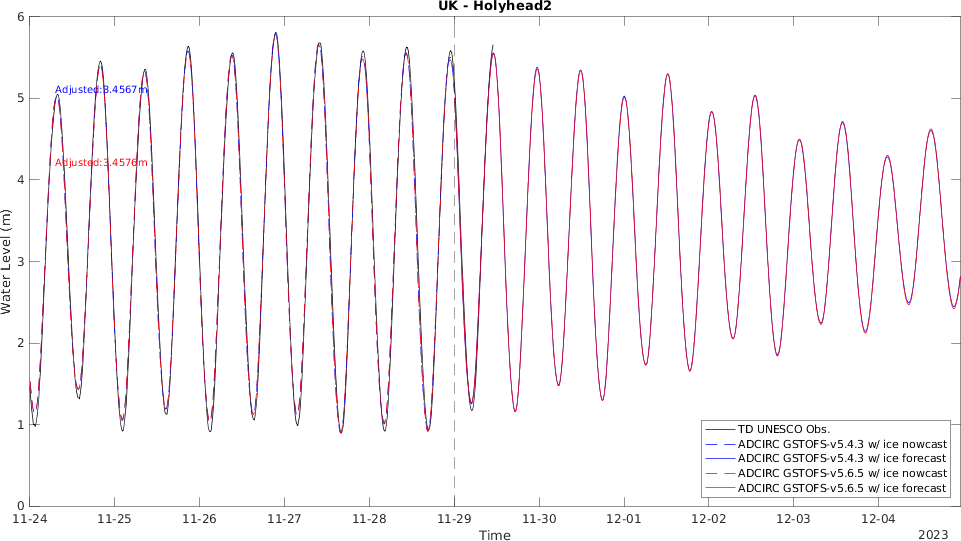 UK - Holyhead2
6
5
4
3
2
1
0
Water Level (m)
Adjusted:3.4567m
Adjusted:3.4576m
TD UNESCO Obs.
ADCIRC GSTOFS-v5.4.3 w/ ice nowcast
ADCIRC GSTOFS-v5.4.3 w/ ice forecast
ADCIRC GSTOFS-v5.6.5 w/ ice nowcast
ADCIRC GSTOFS-v5.6.5 w/ ice forecast
11-24 11-25 11-26 11-27 11-28 11-29 11-30 12-01 12-02 12-03 12-04
Time
2023